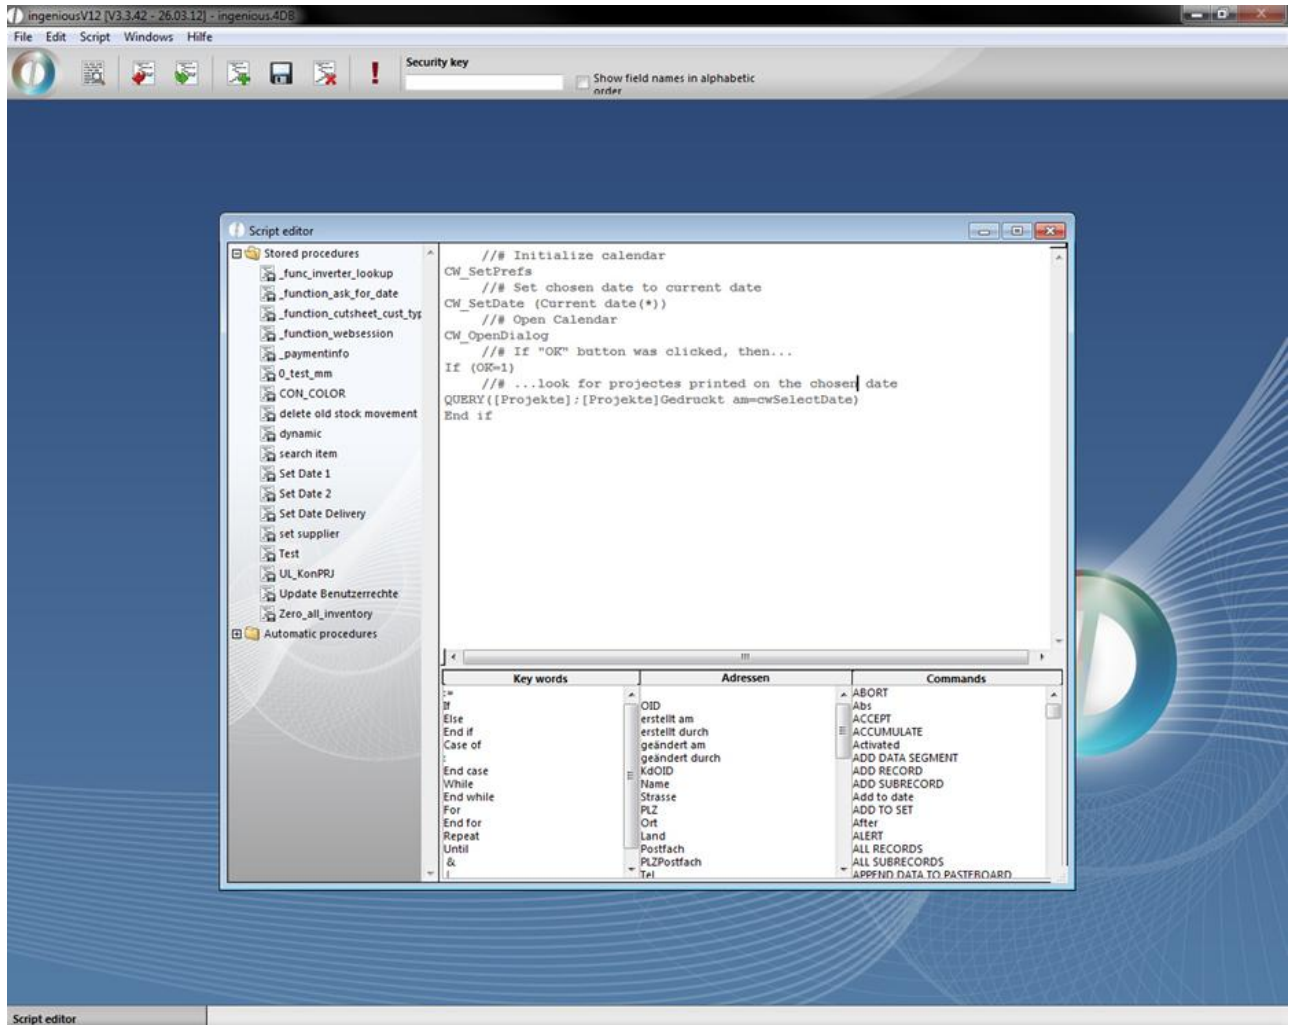 ingeniousV12 [V3.3.42 - 26.03.12] - ingenious.4DB
File Edit Script Windows Hilfe
Security key
Show field names in alphabetic
order
Script editor
Stored procedures
_func_inverter_lookup
_function_ask_for_date
_function_cutsheet_cust_typ
_function_websession
_paymentinfo
0_test_mm
CON_COLOR
delete old stock movement
dynamic
search item
Set Date 1
Set Date 2
Set Date Delivery
set supplier
Test
UL_KonPRJ
Update Benutzerrechte
Zero_all_inventory
Automatic procedures
//# Initialize calendar
CW_SetPrefs
//# Set chosen date to current date
CW_SetDate (Current date(*))
//# Open Calendar
CW_OpenDialog
//# If "OK" button was clicked, then...
If (OK=1)
//# ...look for projectes printed on the chosen date
QUERY([Projekte];[Projekte]Gedruckt am=cwSelectDate)
End if
Key words
:=
If
Else
End if
Case of
:
End case
While
End while
For
End for
Repeat
Until
&
|
Adressen
OID
erstellt am
erstellt durch
geändert am
geändert durch
KdOID
Name
Strasse
PLZ
Ort
Land
Postfach
PLZPostfach
Tel
Commands
ABORT
Abs
ACCEPT
ACCUMULATE
Activated
ADD DATA SEGMENT
ADD RECORD
ADD SUBRECORD
Add to date
ADD TO SET
After
ALERT
ALL RECORDS
ALL SUBRECORDS
APPEND DATA TO PASTEBOARD
Script editor